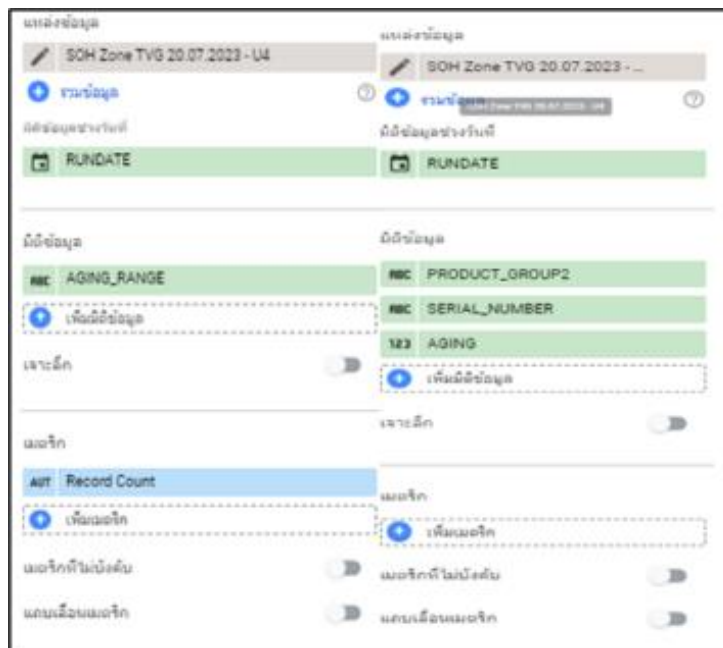 แหล่งข้อมูล
SOH Zone TVG 20.07.2023 - U4
รวมข้อมูล
มิติข้อมูลช่วงวันที่
RUNDATE
มิติข้อมูล
ABC AGING_RANGE
เพิ่มมิติข้อมูล
เจาะลึก
เมตริก
AUT Record Count
เพิ่มเมตริก
เมตริกที่ไม่บังคับ
แถบเลื่อนเมตริก
แหล่งข้อมูล
SOH Zone TVG 20.07.2023 - ...
รวมข้อมูล
SOH Zone TVG 20.07.2023 - U4
มิติข้อมูลช่วงวันที่
RUNDATE
มิติข้อมูล
ABC PRODUCT_GROUP2
ABC SERIAL_NUMBER
123 AGING
เพิ่มมิติข้อมูล
เจาะลึก
เมตริก
เพิ่มเมตริก
เมตริกที่ไม่บังคับ
แถบเลื่อนเมตริก